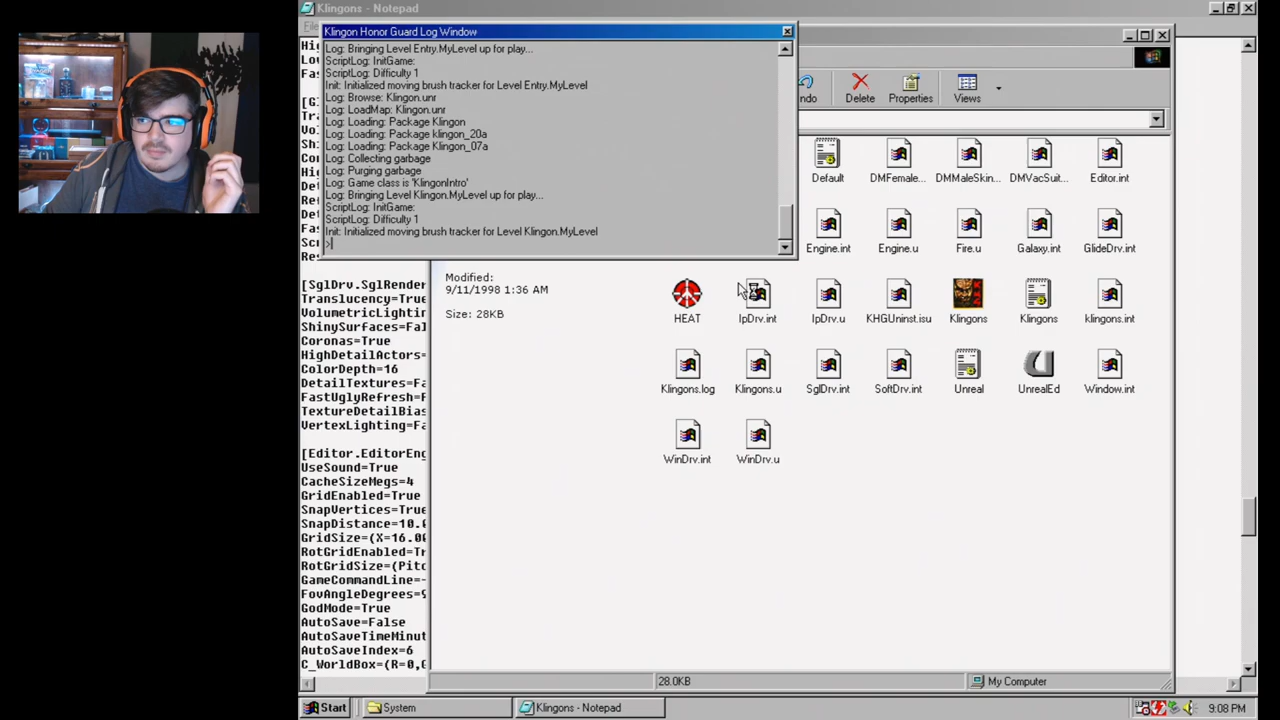 Klingons - Notepad
Klingon Honor Guard Log Window
Log: Bringing Level Entry.MyLevel up for play...
ScriptLog: InitGame:
ScriptLog: Difficulty 1
Init: Initialized moving brush tracker for Level Entry.MyLevel
Log: Browse: Klingon.unr
Log: LoadMap: Klingon.unr
Log: Loading: Package Klingon
Log: Loading: Package klingon_20a
Log: Loading: Package Klingon_07a
Log: Collecting garbage
Log: Purging garbage
Log: Game class is 'KlingonIntro'
Log: Bringing Level Klingon.MyLevel up for play...
ScriptLog: InitGame:
ScriptLog: Difficulty 1
Init: Initialized moving brush tracker for Level Klingon.MyLevel
>
ndo Delete Properties Views
Default DMFemale... DMMaleSkin... DMVacSuit... Editor.int
Engine.int Engine.u Fire.u Galaxy.int GlideDrv.int
Modified:
9/11/1998 1:36 AM
Size: 28KB
HEAT IpDrv.int IpDrv.u KHGUninst.isu Klingons Klingons klingons.int
Klingons.log Klingons.u SglDrv.int SoftDrv.int Unreal UnrealEd Window.int
WinDrv.int WinDrv.u
[SglDrv.SglRender
Translucency=True
VolumetricLightin
ShinySurfaces=Fal
Coronas=True
HighDetailActors=
ColorDepth=16
DetailTextures=Fa
FastUglyRefresh=F
TextureDetailBias
VertexLighting=Fa
[Editor.EditorEng
UseSound=True
CacheSizeMegs=4
GridEnabled=True
SnapVertices=True
SnapDistance=10.0
GridSize=(X=16.00
RotGridEnabled=Tr
RotGridSize=(Pitc
GameCommandLine=-
FovAngleDegrees=9
GodMode=True
AutoSave=False
AutoSaveTimeMinut
AutoSaveIndex=6
C_WorldBox=(R=0,G
28.0KB My Computer
Start System Klingons - Notepad 9:08 PM